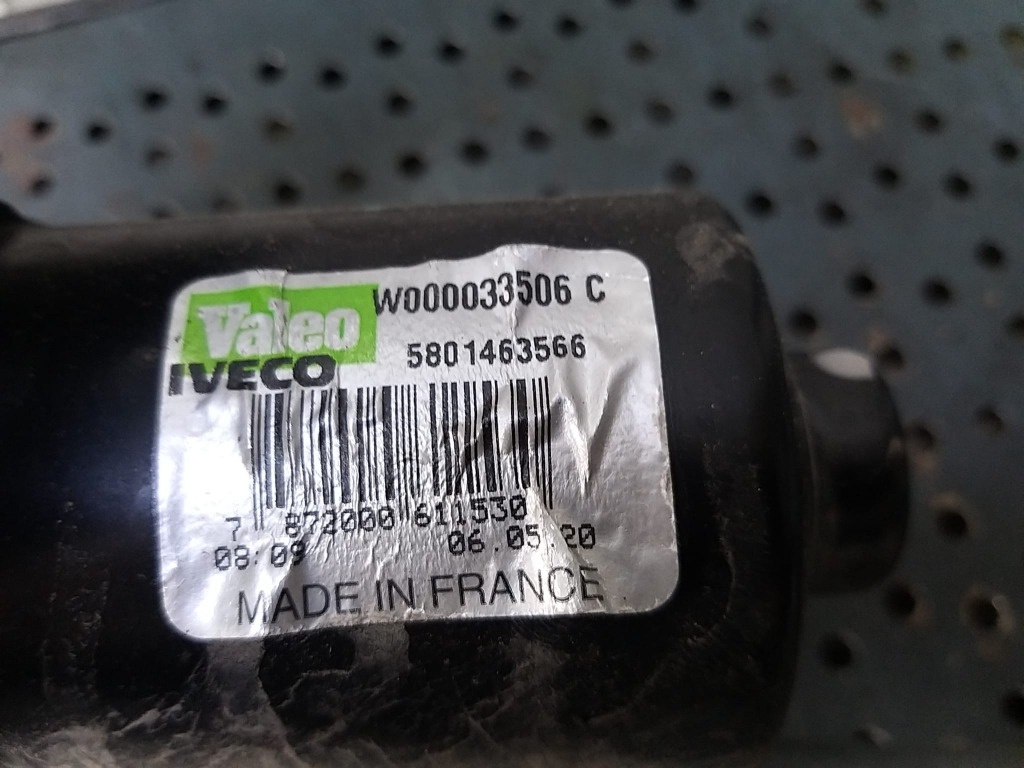 Valeo W000033506 C
IVECO 5801463566
7 872000 611530
08:09 06.05.20
MADE IN FRANCE